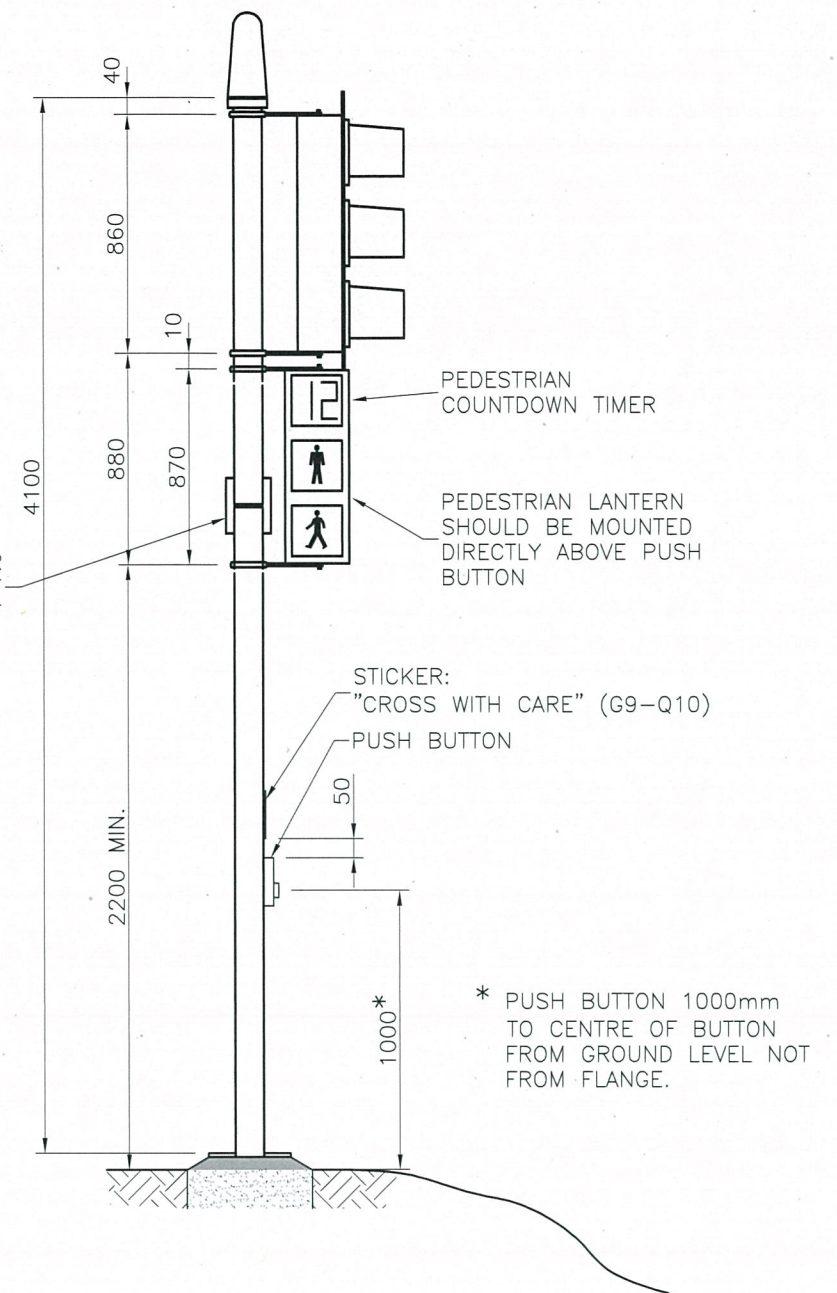 40
860
10
4100
880
870
PEDESTRIAN
COUNTDOWN TIMER
PEDESTRIAN LANTERN
SHOULD BE MOUNTED
DIRECTLY ABOVE PUSH
BUTTON
12
STICKER:
"CROSS WITH CARE" (G9-Q10)
PUSH BUTTON
50
2200 MIN.
1000*
* PUSH BUTTON 1000mm
TO CENTRE OF BUTTON
FROM GROUND LEVEL NOT
FROM FLANGE.